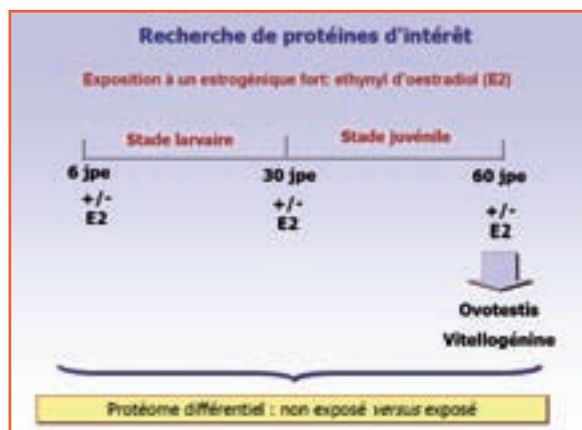 Recherche de protéines d'intérêt
Exposition à un estrogénique fort: ethynyl d'oestradiol (E2)
Stade larvaire Stade juvénile
6 jpe 30 jpe 60 jpe
+/- +/- +/-
E2 E2 E2
Ovotestis
Vitellogénine
Protéome différentiel : non exposé versus exposé